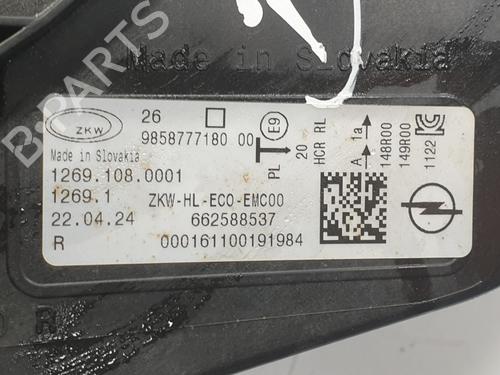 Made in Slovakia
ZKW
26
9858777180 00
E9
PL
20
HCR RL
A 1a
148R00
149R00
1122
Made in Slovakia
1269.108.0001
1269.1 ZKW-HL-ECO-EMC00
22.04.24 662588537
R 000161100191984
R
B-PARTS